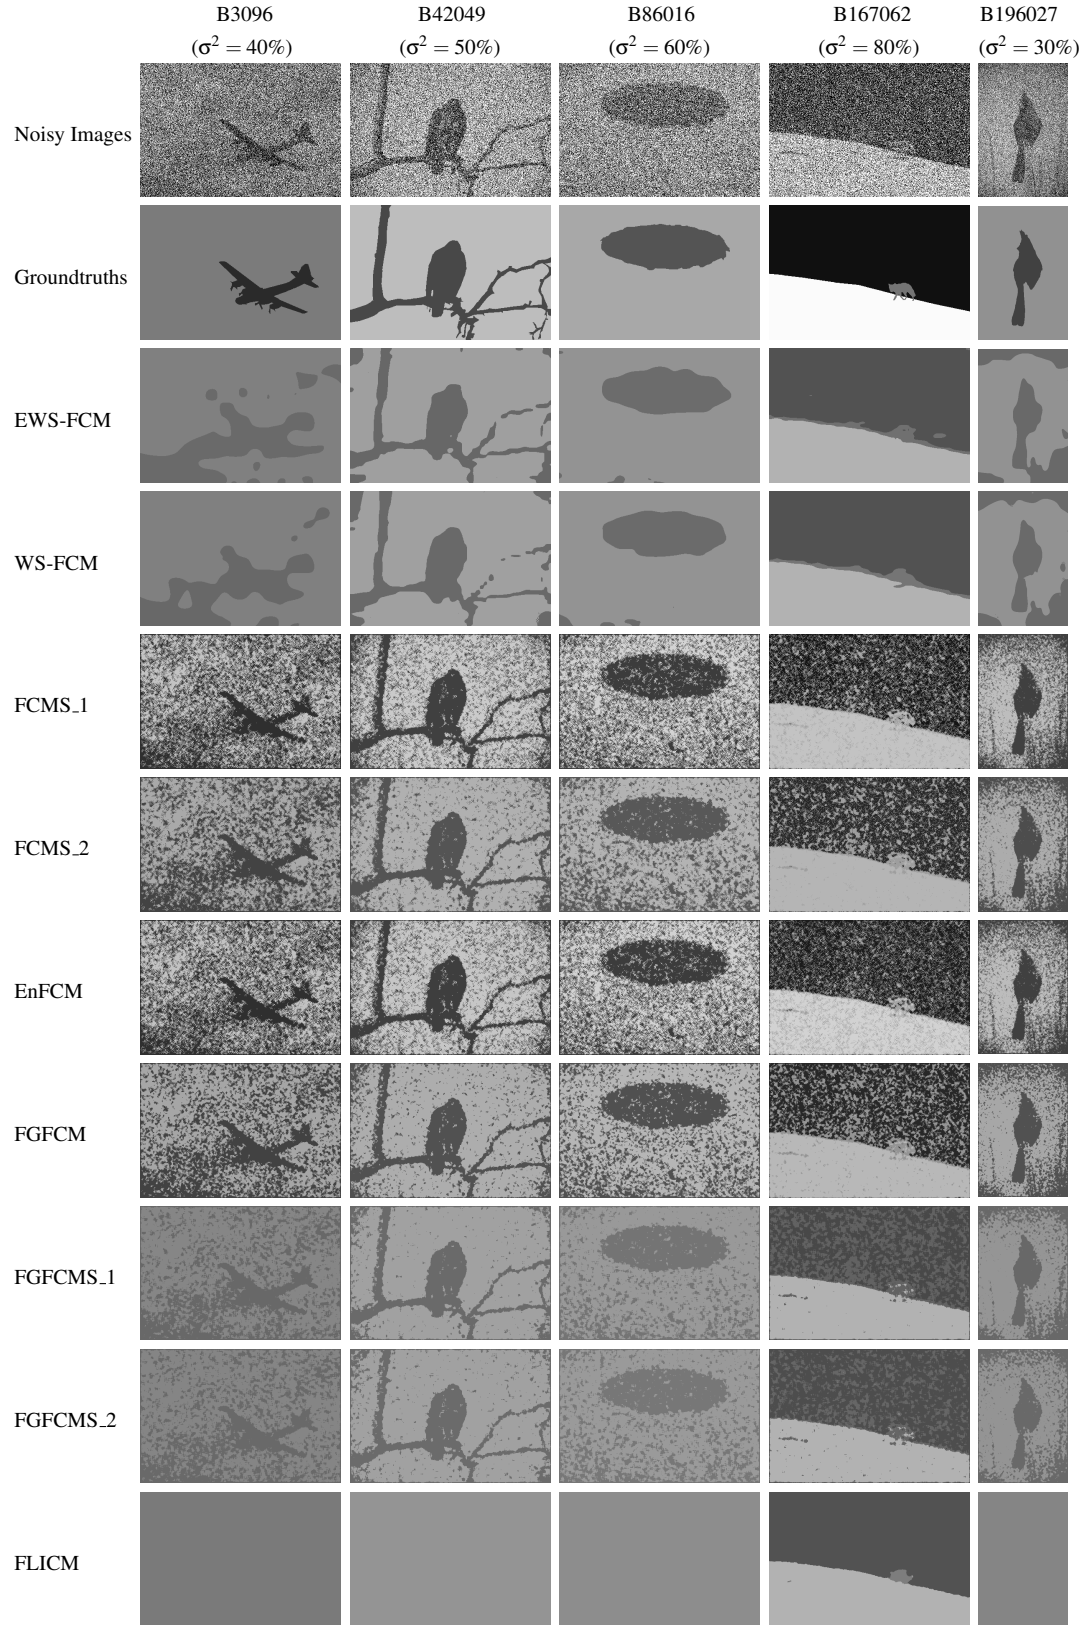 B3096 B42049 B86016 B167062 B196027
(σ² = 40%) (σ² = 50%) (σ² = 60%) (σ² = 80%) (σ² = 30%)
Noisy Images
Groundtruths
EWS-FCM
WS-FCM
FCMS_1
FCMS_2
EnFCM
FGFCM
FGFCMS_1
FGFCMS_2
FLICM